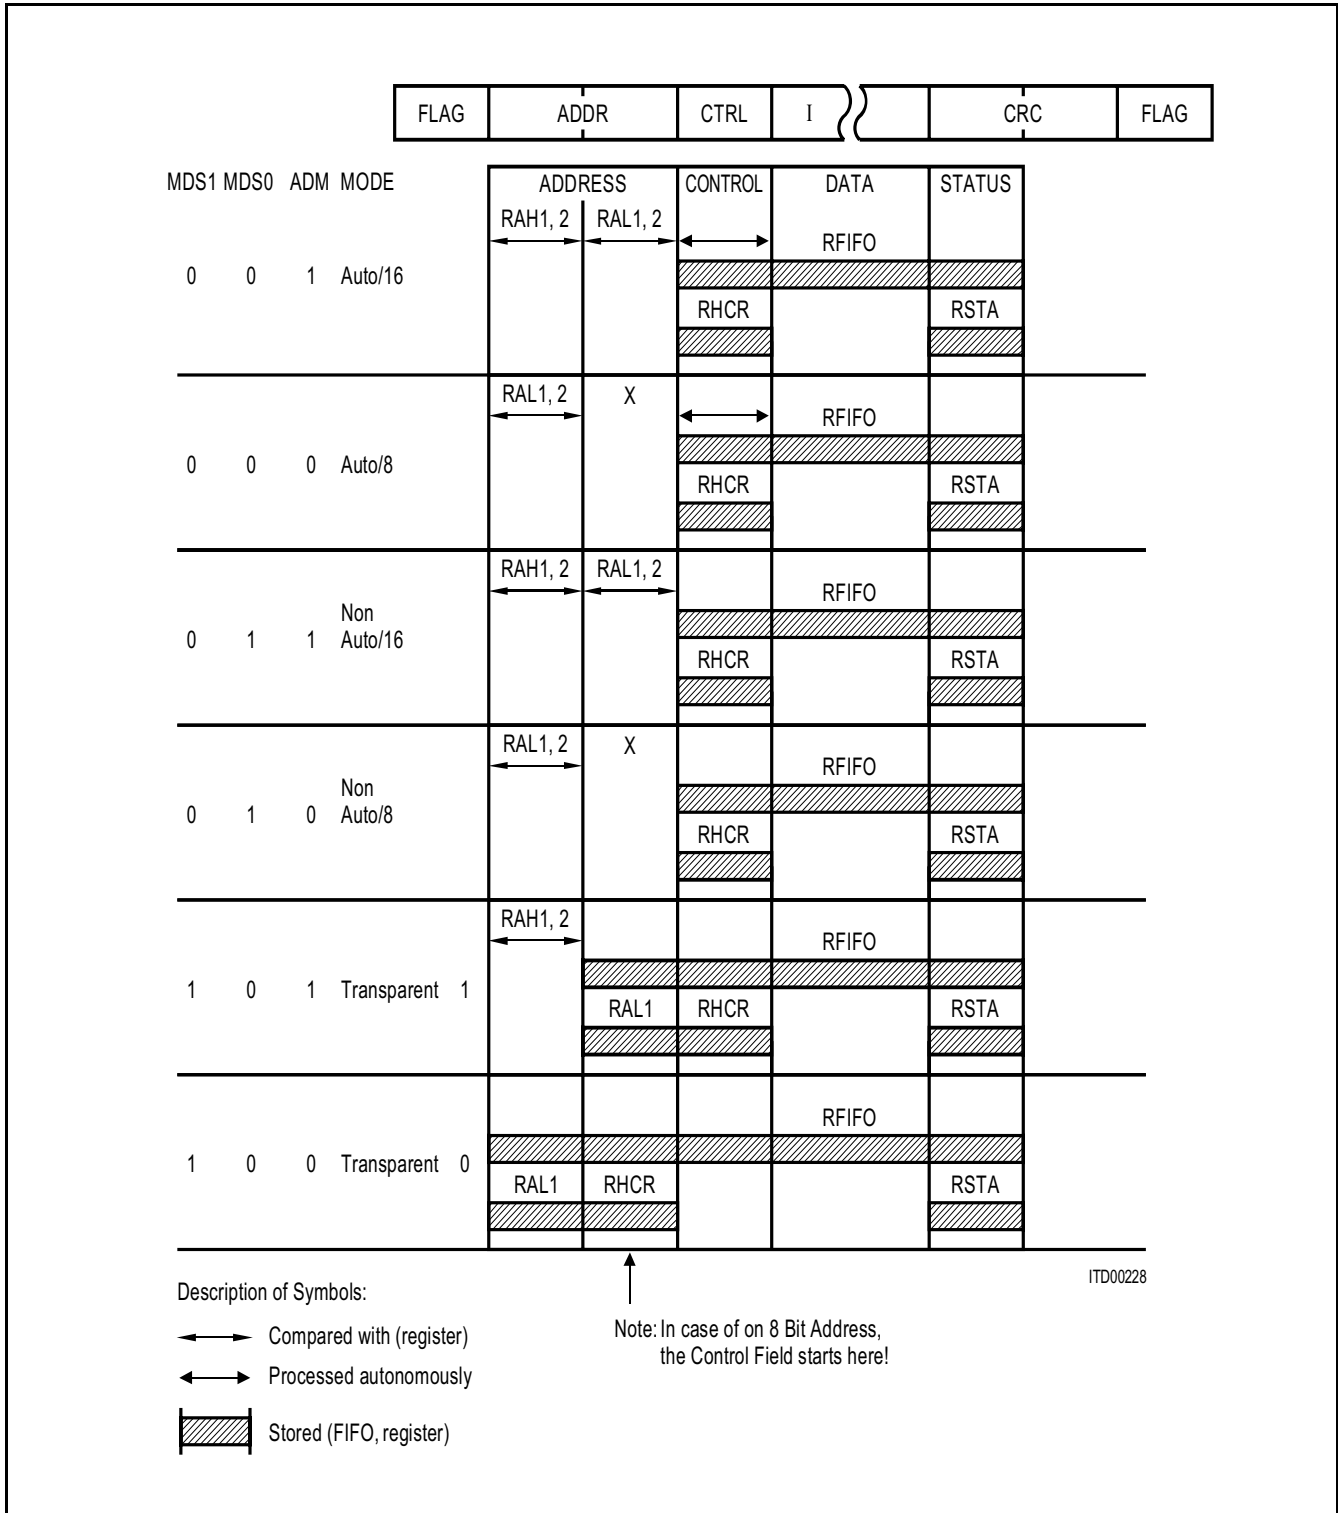 FLAG ADDR CTRL I CRC FLAG
MDS1 MDS0 ADM MODE ADDRESS CONTROL DATA STATUS
RAH1, 2 RAL1, 2
RFIFO
0 0 1 Auto/16
RHCR RSTA
RAL1, 2 X
RFIFO
0 0 0 Auto/8
RHCR RSTA
RAH1, 2 RAL1, 2
RFIFO
Non
0 1 1 Auto/16
RHCR RSTA
RAL1, 2 X
RFIFO
Non
0 1 0 Auto/8
RHCR RSTA
RAH1, 2
RFIFO
1 0 1 Transparent 1
RAL1 RHCR RSTA
RFIFO
1 0 0 Transparent 0
RAL1 RHCR RSTA
ITD00228
Description of Symbols:
Compared with (register)
Processed autonomously
Stored (FIFO, register)
Note: In case of on 8 Bit Address,
the Control Field starts here!